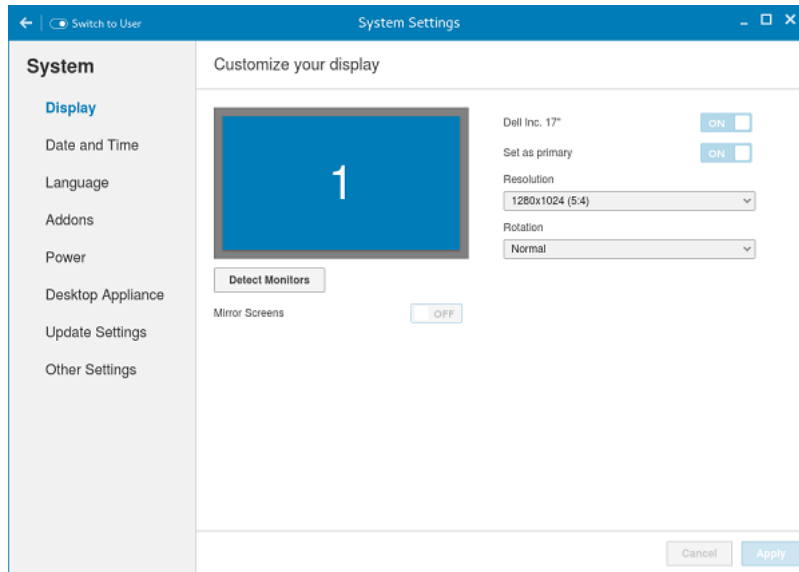 Switch to User
System Settings
System
Display
Date and Time
Language
Addons
Power
Desktop Appliance
Update Settings
Other Settings
Customize your display
1
Detect Monitors
Mirror Screens
OFF
Dell Inc. 17"
ON
Set as primary
ON
Resolution
1280x1024 (5:4)
Rotation
Normal
Cancel
Apply